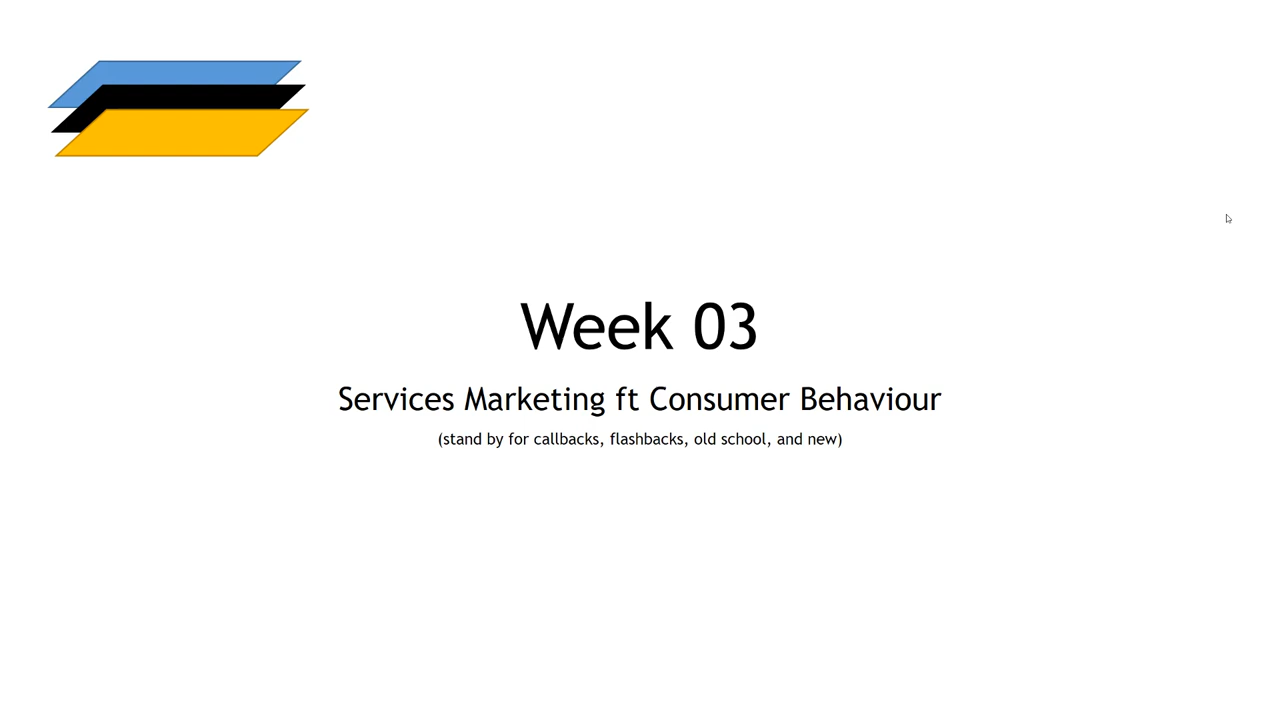 Week 03
Services Marketing ft Consumer Behaviour
(stand by for callbacks, flashbacks, old school, and new)